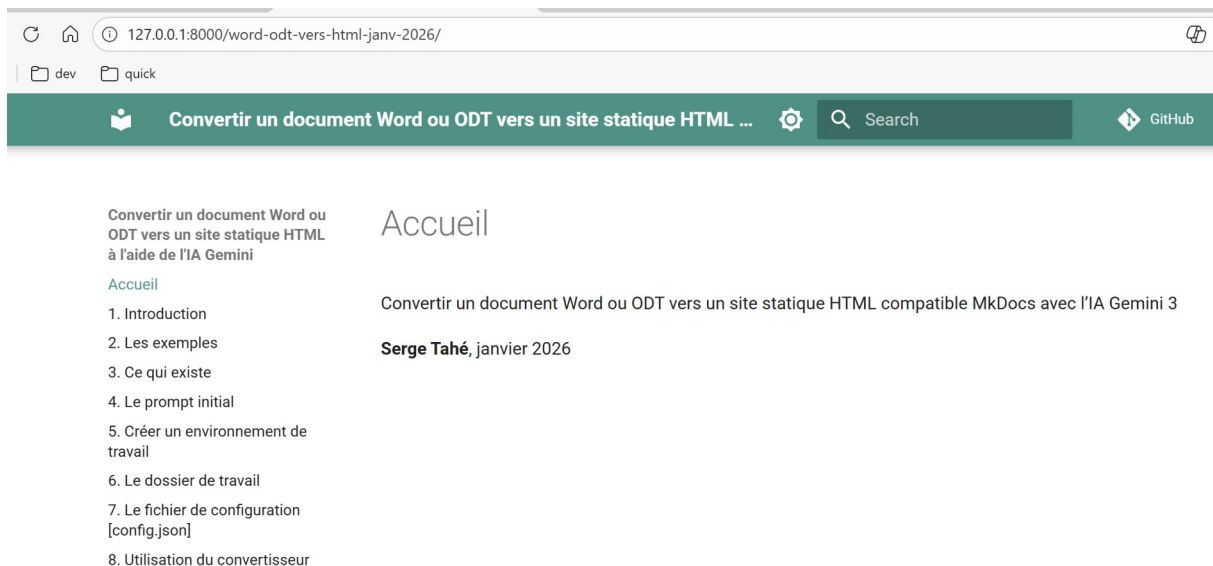 127.0.0.1:8000/word-odt-vers-html-janv-2026/
dev quick
Convertir un document Word ou ODT vers un site statique HTML ... Search GitHub
Convertir un document Word ou
ODT vers un site statique HTML
à l'aide de l'IA Gemini
Accueil
1. Introduction
2. Les exemples
3. Ce qui existe
4. Le prompt initial
5. Créer un environnement de
travail
6. Le dossier de travail
7. Le fichier de configuration
[config.json]
8. Utilisation du convertisseur
Accueil
Convertir un document Word ou ODT vers un site statique HTML compatible MkDocs avec l’IA Gemini 3
Serge Tahé, janvier 2026